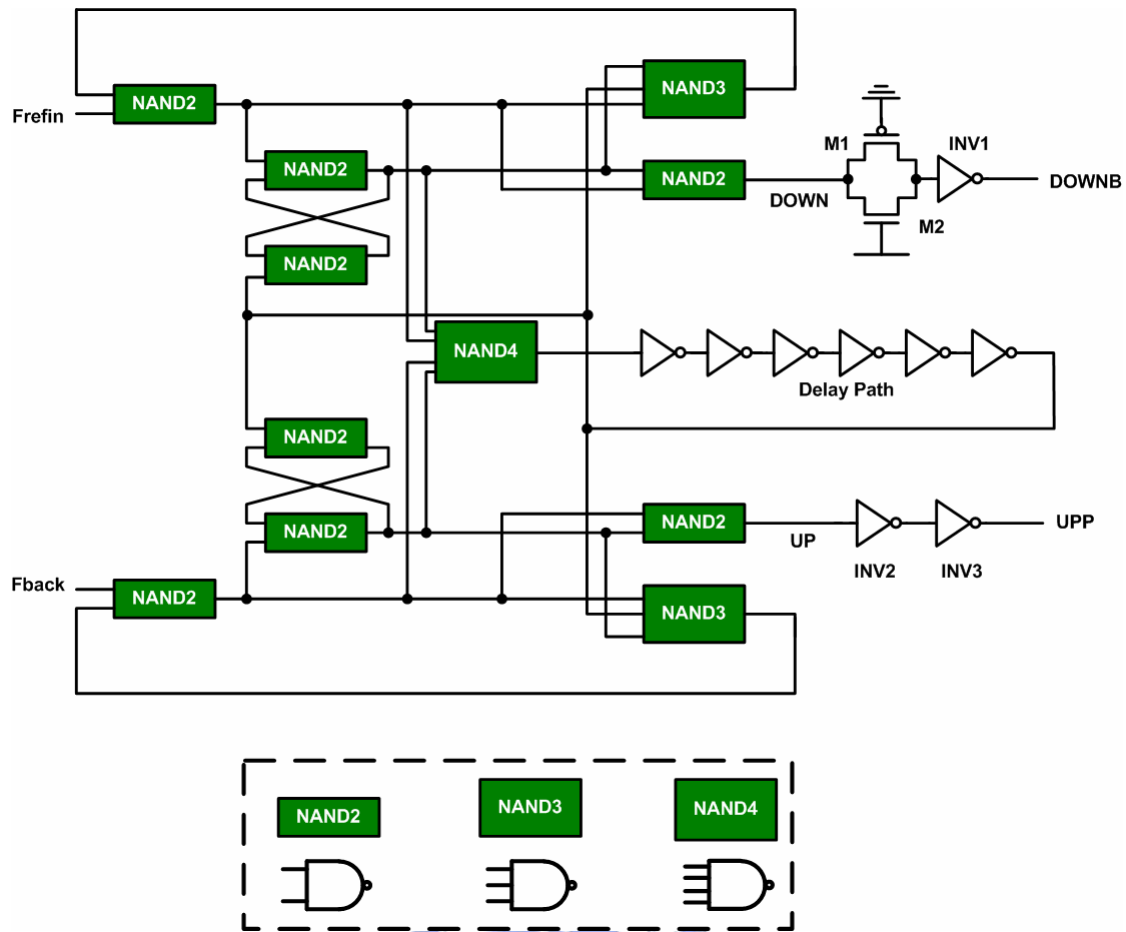 NAND2
Frefin
NAND3
M1
INV1
NAND2
NAND2
DOWN
DOWNB
M2
NAND2
NAND4
Delay Path
NAND2
NAND2
NAND2
UP
INV2
INV3
UPP
Fback
NAND2
NAND3
NAND2
NAND3
NAND4